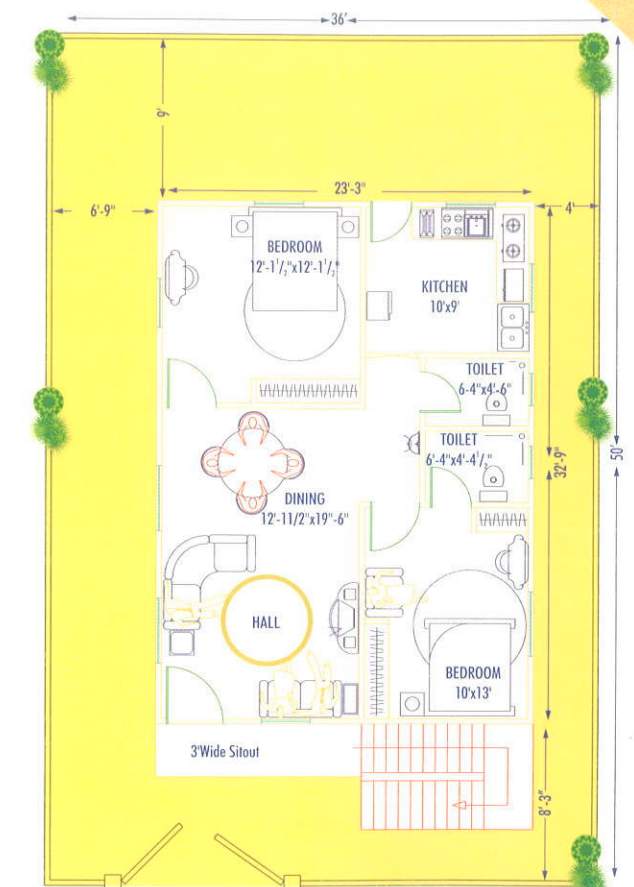 36'
9'
23'-3"
6'-9"
4'
BEDROOM
12'-1 1/2"x12'-1 1/2"
KITCHEN
10'x9'
TOILET
6-4"x4'-6"
TOILET
6'-4"x4'-4 1/2"
32'-9"
50'
DINING
12'-11/2"x19"-6"
HALL
BEDROOM
10'x13'
3'Wide Sitout
8'-3"